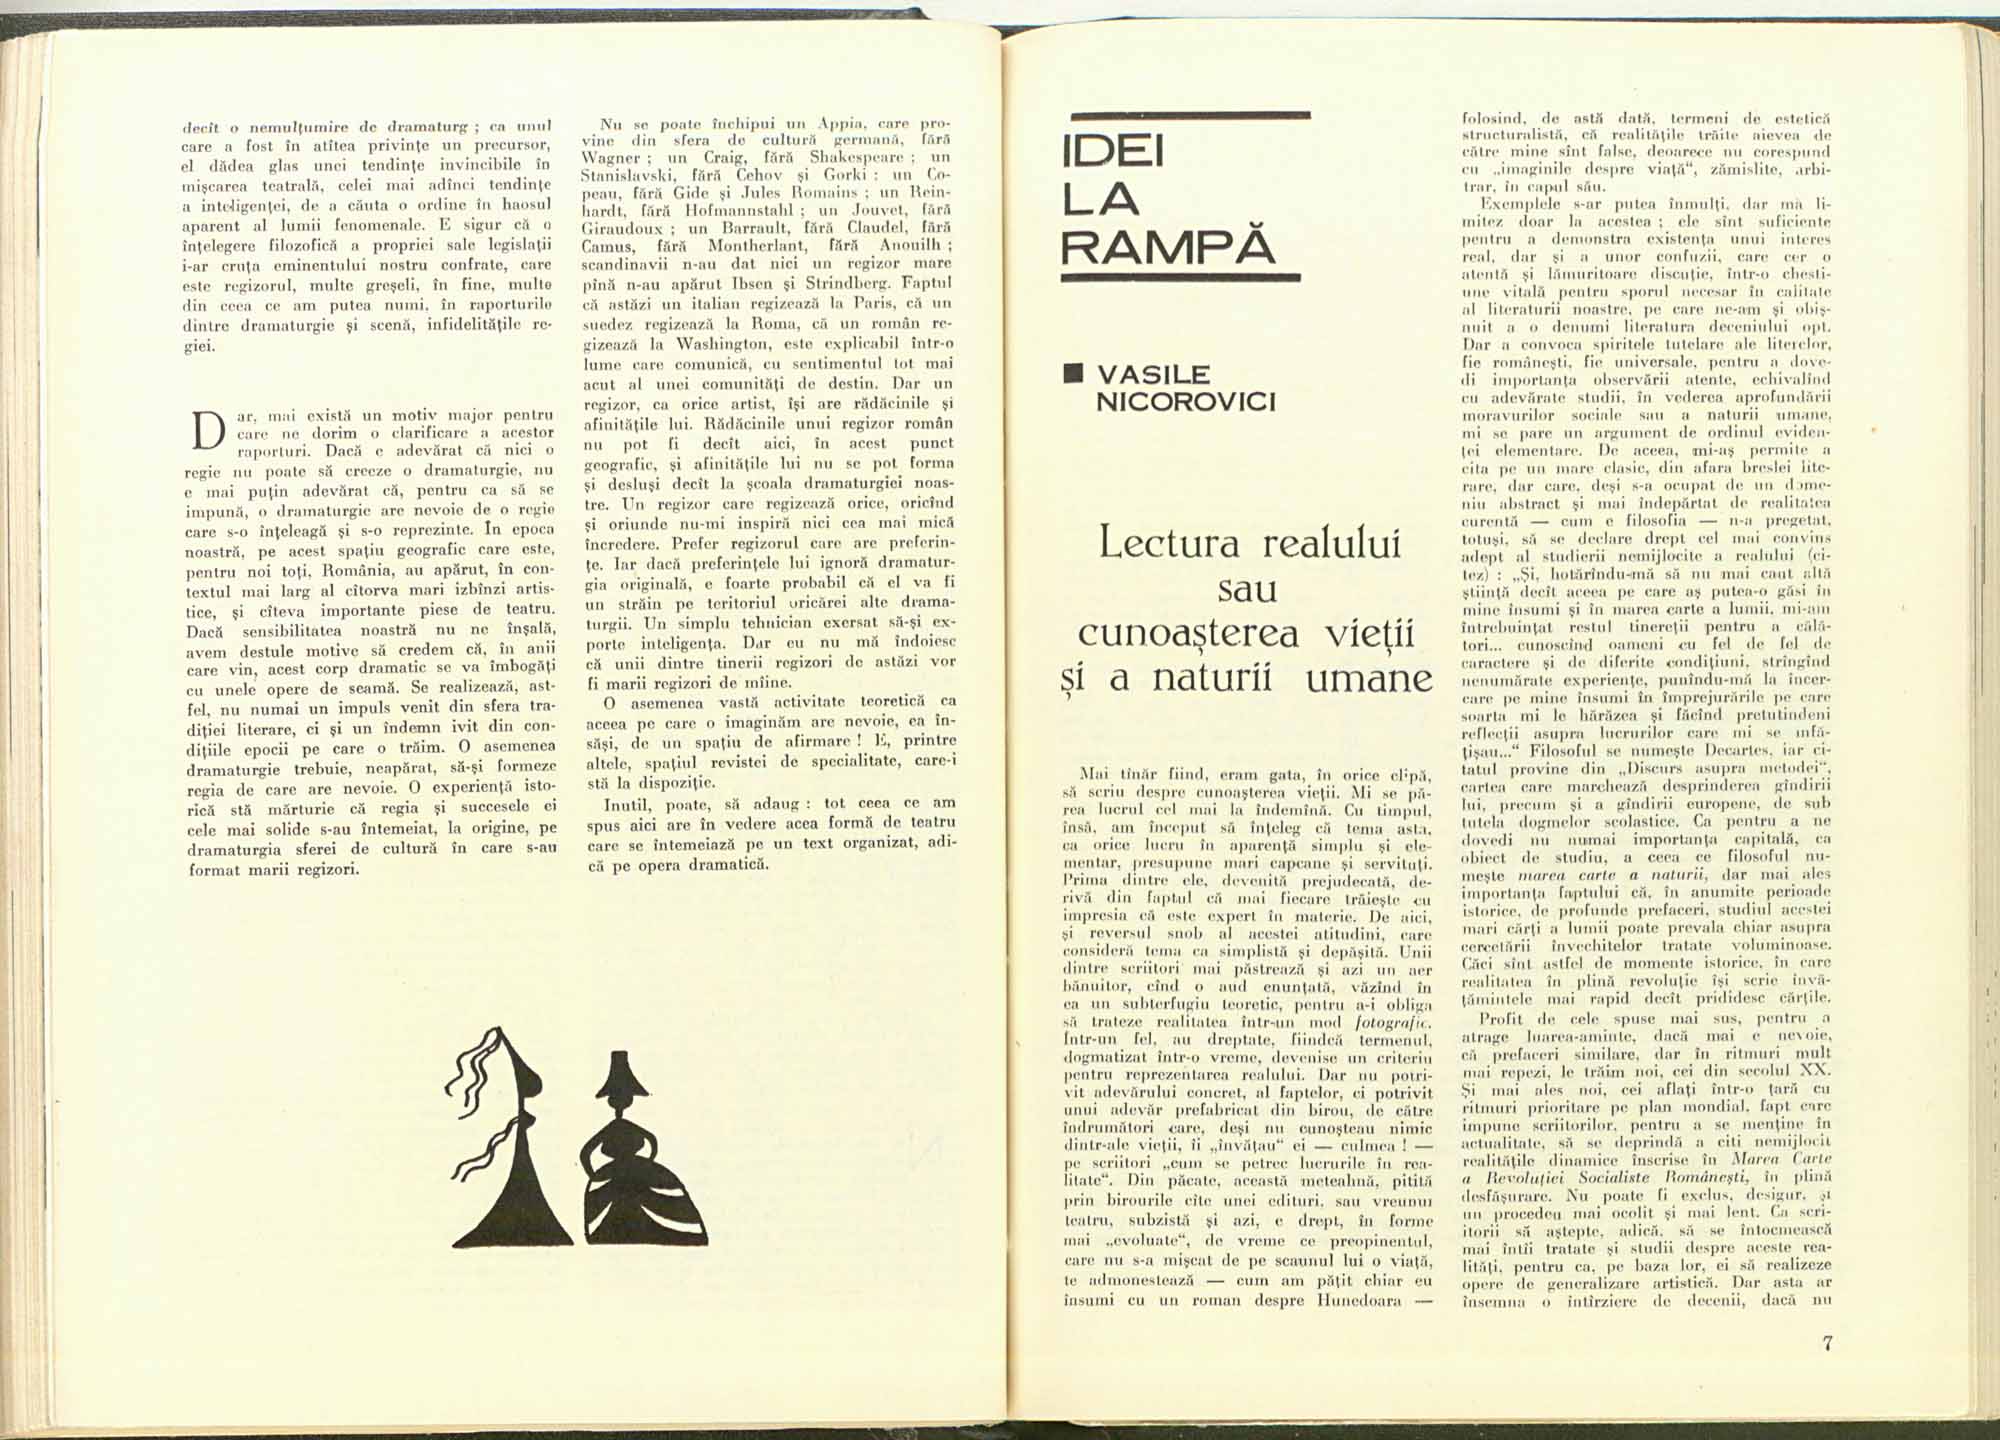 decît o nemulţumire de dramaturg ; ca unul
care a fost în atîtea privinţe un precursor,
el dădea glas unei tendinţe invincibile în
mişcarea teatrală, celei mai adînci tendinţe
a inteligenţei, de a căuta o ordine în haosul
aparent al lumii fenomenale. E sigur că o
înţelegere filozofică a propriei sale legislaţii
i-ar cruţa eminentului nostru confrate, care
este regizorul, multe greşeli, în fine, multe
din ceea ce am putea numi, în raporturile
dintre dramaturgie şi scenă, infidelităţile re-
giei.
Dar, mai există un motiv major pentru
care ne dorim o clarificare a acestor
raporturi. Dacă e adevărat că nici o
regie nu poate să creeze o dramaturgie, nu
e mai puţin adevărat că, pentru ca să se
impună, o dramaturgie are nevoie de o regie
care s-o înţeleagă şi s-o reprezinte. În epoca
noastră, pe acest spaţiu geografic care este,
pentru noi toţi, România, au apărut, în con-
textul mai larg al cîtorva mari izbînzi artis-
tice, şi cîteva importante piese de teatru.
Dacă sensibilitatea noastră nu ne înşală,
avem destule motive să credem că, în anii
care vin, acest corp dramatic se va îmbogăţi
cu unele opere de seamă. Se realizează, ast-
fel, nu numai un impuls venit din sfera tra-
diţiei literare, ci şi un îndemn ivit din con-
diţiile epocii pe care o trăim. O asemenea
dramaturgie trebuie, neapărat, să-şi formeze
regia de care are nevoie. O experienţă isto-
rică stă mărturie că regia şi succesele ei
cele mai solide s-au întemeiat, la origine, pe
dramaturgia sferei de cultură în care s-au
format marii regizori.
Nu se poate închipui un Appia, care pro-
vine din sfera de cultură germană, fără
Wagner ; un Craig, fără Shakespeare ; un
Stanislavski, fără Cehov şi Gorki : un Co-
peau, fără Gide şi Jules Romains ; un Rein-
hardt, fără Hofmannstahl ; un Jouvet, fără
Giraudoux ; un Barrault, fără Claudel, fără
Camus, fără Montherlant, fără Anouilh ;
scandinavii n-au dat nici un regizor mare
pînă n-au apărut Ibsen şi Strindberg. Faptul
că astăzi un italian regizează la Paris, că un
suedez regizează la Roma, că un român re-
gizează la Washington, este explicabil într-o
lume care comunică, cu sentimentul tot mai
acut al unei comunităţi de destin. Dar un
regizor, ca orice artist, îşi are rădăcinile şi
afinităţile lui. Rădăcinile unui regizor român
nu pot fi decît aici, în acest punct
geografic, şi afinităţile lui nu se pot forma
şi desluşi decît la şcoala dramaturgiei noas-
tre. Un regizor care regizează orice, oricînd
şi oriunde nu-mi inspiră nici cea mai mică
încredere. Prefer regizorul care are preferin-
ţe. Iar dacă preferinţele lui ignoră dramatur-
gia originală, e foarte probabil că el va fi
un străin pe teritoriul oricărei alte drama-
turgii. Un simplu tehnician exersat să-şi ex-
porte inteligenţa. Dar eu nu mă îndoiesc
că unii dintre tinerii regizori de astăzi vor
fi marii regizori de mîine.
O asemenea vastă activitate teoretică ca
aceea pe care o imaginăm are nevoie, ea în-
săşi, de un spaţiu de afirmare ! E, printre
altele, spaţiul revistei de specialitate, care-i
stă la dispoziţie.
Inutil, poate, să adaug : tot ceea ce am
spus aici are în vedere acea formă de teatru
care se întemeiază pe un text organizat, adi-
că pe opera dramatică.
IDEI
LA
RAMPĂ
VASILE
NICOROVICI
Lectura realului
sau
cunoaşterea vieţii
şi a naturii umane
Mai tînăr fiind, eram gata, în orice clipă,
să scriu despre cunoaşterea vieţii. Mi se pă-
rea lucrul cel mai la îndemînă. Cu timpul,
însă, am început să înţeleg că tema asta,
ca orice lucru în aparenţă simplu şi ele-
mentar, presupune mari capcane şi servituţi.
Prima dintre ele, devenită prejudecată, de-
rivă din faptul că mai fiecare trăieşte cu
impresia că este expert în materie. De aici,
şi reversul snob al acestei atitudini, care
consideră tema ca simplistă şi depăşită. Unii
dintre scriitori mai păstrează şi azi un aer
bănuitor, cînd o aud enunţată, văzînd în
ea un subterfugiu teoretic, pentru a-i obliga
să trateze realitatea într-un mod fotografic.
Într-un fel, au dreptate, fiindcă termenul,
dogmatizat într-o vreme, devenise un criteriu
pentru reprezentarea realului. Dar nu potri-
vit adevărului concret, al faptelor, ci potrivit
unui adevăr prefabricat din birou, de către
îndrumători care, deşi nu cunoşteau nimic
dintr-ale vieţii, îi „învăţau“ ei — culmea ! —
pe scriitori „cum se petrec lucrurile în rea-
litate“. Din păcate, această meteahnă, pitită
prin birourile cîte unei edituri, sau vreunui
teatru, subzistă şi azi, e drept, în forme
mai „evoluate“, de vreme ce preopinentul,
care nu s-a mişcat de pe scaunul lui o viaţă,
te admonestează — cum am păţit chiar eu
însumi cu un roman despre Hunedoara —
folosind, de astă dată, termeni de estetică
structuralistă, că realităţile trăite aievea de
către mine sînt false, deoarece nu corespund
cu „imaginile despre viaţă“, zămislite, arbi-
trar, în capul său.
Exemplele s-ar putea înmulţi, dar mă li-
mitez doar la acestea ; ele sînt suficiente
pentru a demonstra existenţa unui interes
real, dar şi a unor confuzii, care cer o
atentă şi lămuritoare discuţie, într-o chesti-
une vitală pentru sporul necesar în calitate
al literaturii noastre, pe care ne-am şi obiş-
nuit a o denumi literatura deceniului opt.
Dar a convoca spiritele tutelare ale literelor,
fie româneşti, fie universale, pentru a dove-
di importanţa observării atente, echivalînd
cu adevărate studii, în vederea aprofundării
moravurilor sociale sau a naturii umane,
mi se pare un argument de ordinul eviden-
ţei elementare. De aceea, mi-aş permite a
cita pe un mare clasic, din afara breslei lite-
rare, dar care, deşi s-a ocupat de un dome-
niu abstract şi mai îndepărtat de realitatea
curentă — cum e filosofia — n-a pregetat,
totuşi, să se declare drept cel mai convins
adept al studierii nemijlocite a realului (ci-
tez) : „Şi, hotărîndu-mă să nu mai caut altă
ştiinţă decît aceea pe care aş putea-o găsi în
mine însumi şi în marea carte a lumii, mi-am
întrebuinţat restul tinereţii pentru a călă-
tori... cunoscînd oameni cu fel de fel de
caractere şi de diferite condiţiuni, strîngînd
nenumărate experienţe, punîndu-mă la încer-
care pe mine însumi în împrejurările pe care
soarta mi le hărăzea şi făcînd pretutindeni
reflecţii asupra lucrurilor care mi se înfă-
ţişau...“ Filosoful se numeşte Decartes, iar ci-
tatul provine din „Discurs asupra metodei“,
cartea care marchează desprinderea gîndirii
lui, precum şi a gîndirii europene, de sub
tutela dogmelor scolastice. Ca pentru a ne
dovedi nu numai importanţa capitală, ca
obiect de studiu, a ceea ce filosoful nu-
meşte marea carte a naturii, dar mai ales
importanţa faptului că, în anumite perioade
istorice, de profunde prefaceri, studiul acestei
mari cărţi a lumii poate prevala chiar asupra
cercetării învechitelor tratate voluminoase.
Căci sînt astfel de momente istorice, în care
realitatea în plină revoluţie îşi scrie învă-
ţămintele mai rapid decît prididesc cărţile.
Profit de cele spuse mai sus, pentru a
atrage luarea-aminte, dacă mai e nevoie,
că prefaceri similare, dar în ritmuri mult
mai repezi, le trăim noi, cei din secolul XX.
Şi mai ales noi, cei aflaţi într-o ţară cu
ritmuri prioritare pe plan mondial, fapt care
impune scriitorilor, pentru a se menţine în
actualitate, să se deprindă a citi nemijlocit
realităţile dinamice înscrise în Marea Carte
a Revoluţiei Socialiste Româneşti, în plină
desfăşurare. Nu poate fi exclus, desigur, şi
un procedeu mai ocolit şi mai lent. Ca scri-
itorii să aştepte, adică, să se întocmească
mai întîi tratate şi studii despre aceste rea-
lităţi, pentru ca, pe baza lor, ei să realizeze
opere de generalizare artistică. Dar asta ar
însemna o întîrziere de decenii, dacă nu
7